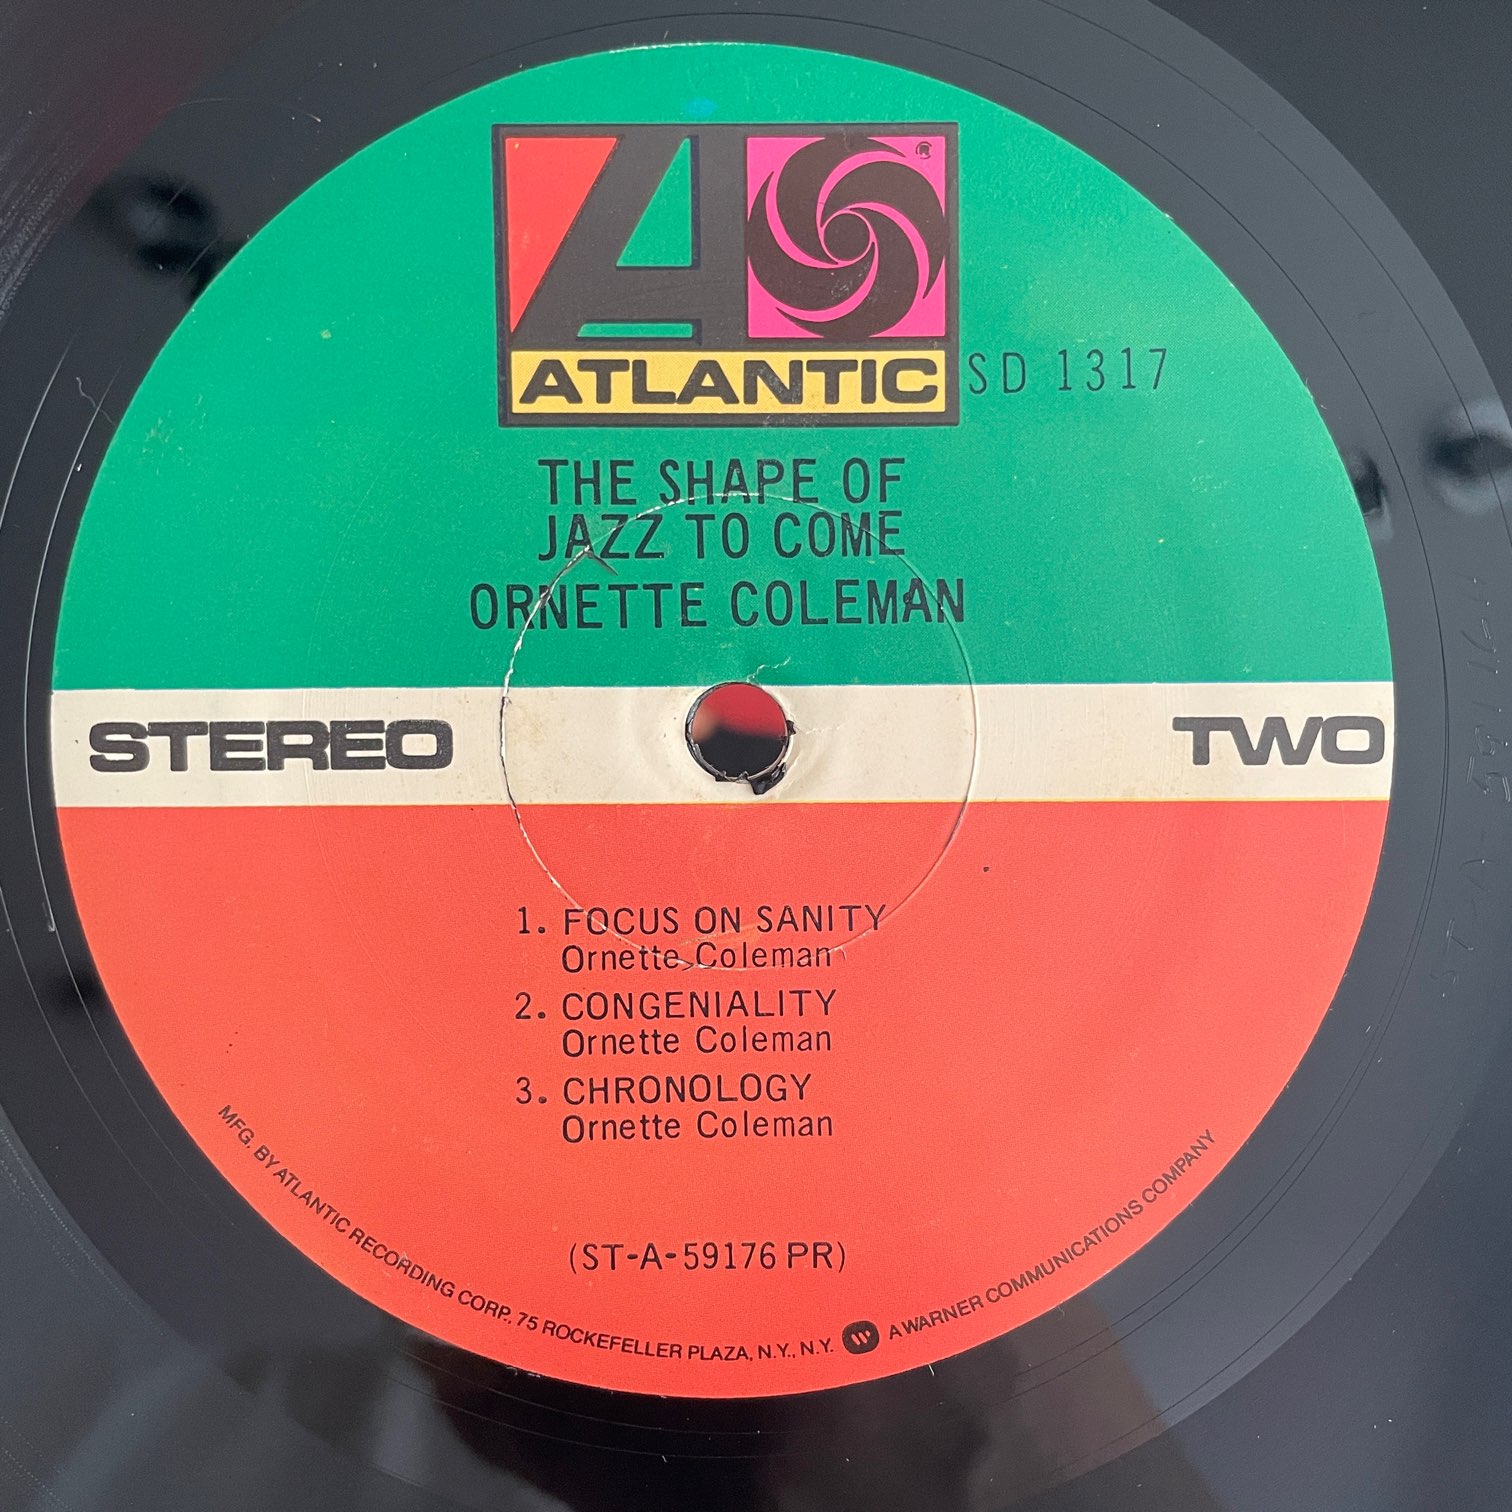 ®
ATLANTIC
SD 1317
THE SHAPE OF
JAZZ TO COME
ORNETTE COLEMAN
STEREO
TWO
1. FOCUS ON SANITY
Ornette Coleman
2. CONGENIALITY
Ornette Coleman
3. CHRONOLOGY
Ornette Coleman
(ST-A-59176 PR)
MFG. BY ATLANTIC RECORDING CORP., 75 ROCKEFELLER PLAZA, N.Y., N.Y. A WARNER COMMUNICATIONS COMPANY